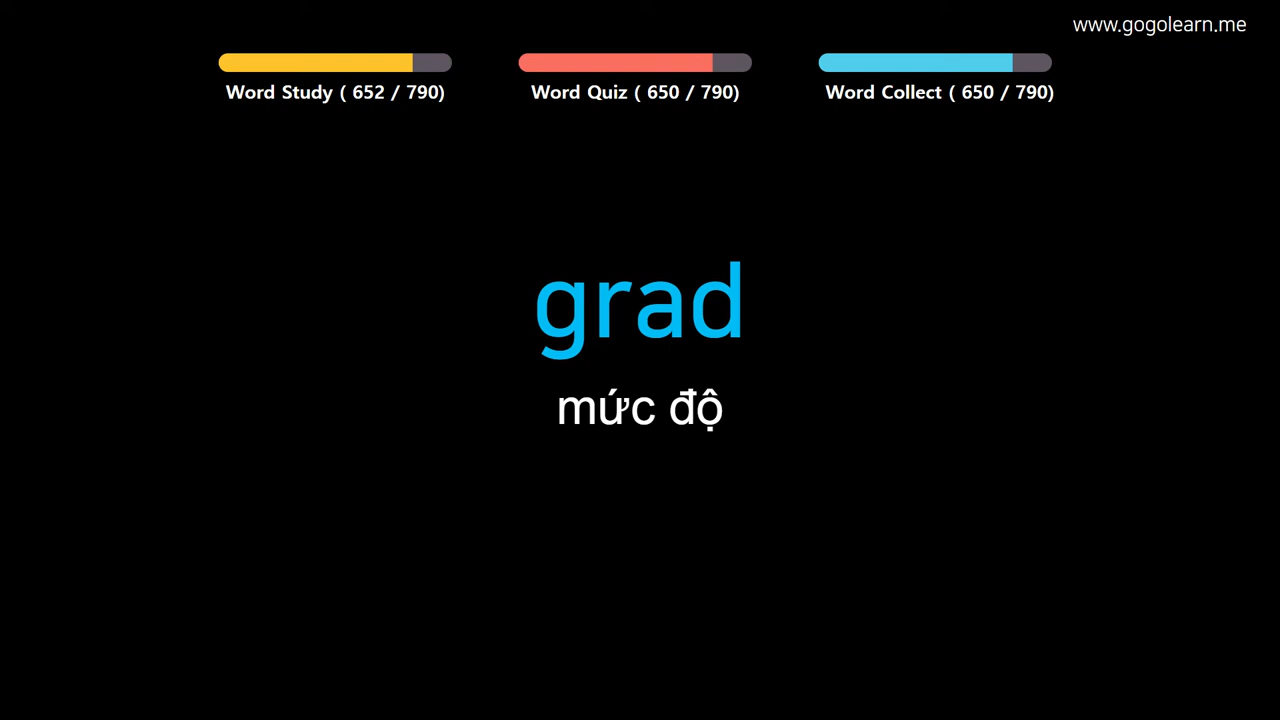 www.gogolearn.me
Word Study ( 652 / 790)
Word Quiz ( 650 / 790)
Word Collect ( 650 / 790)
grad
mức độ